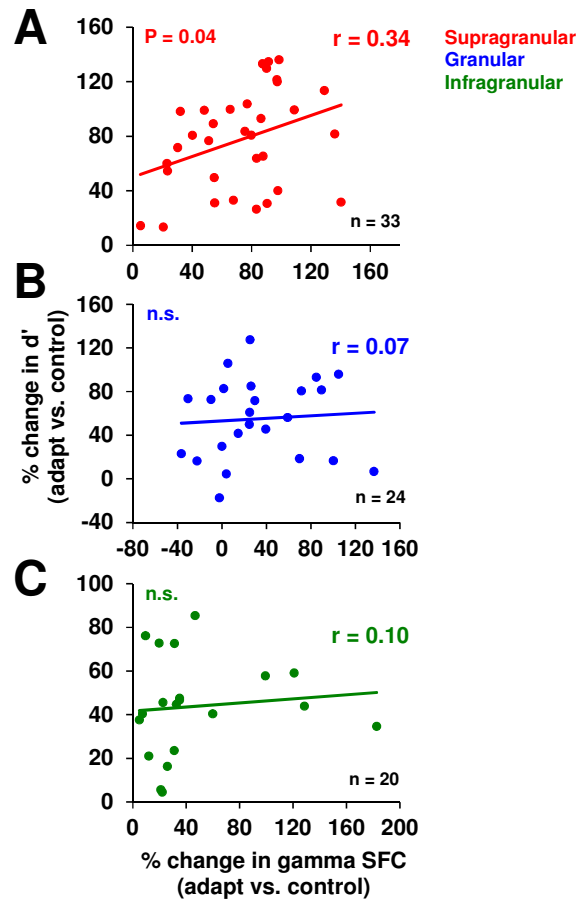 A
P = 0.04
r = 0.34
Supragranular
Granular
Infragranular
160
120
80
40
0
n = 33
0 40 80 120 160
B
% change in d'
(adapt vs. control)
160
120
80
40
0
-40
n.s.
r = 0.07
n = 24
-80 -40 0 40 80 120 160
C
100
80
60
40
20
0
n.s.
r = 0.10
n = 20
0 40 80 120 160 200
% change in gamma SFC
(adapt vs. control)